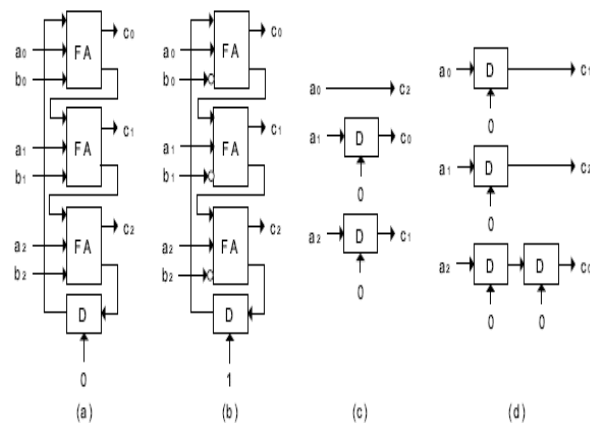 a0
b0
FA
c0
a1
b1
FA
c1
a2
b2
FA
c2
D
0
(a)
a0
b0
FA
c0
a1
b1
FA
c1
a2
b2
FA
c2
D
1
(b)
a0 c2
a1 D c0
0
a2 D c1
0
(c)
a0 D c1
0
a1 D c2
0
a2 D D c0
0 0
(d)